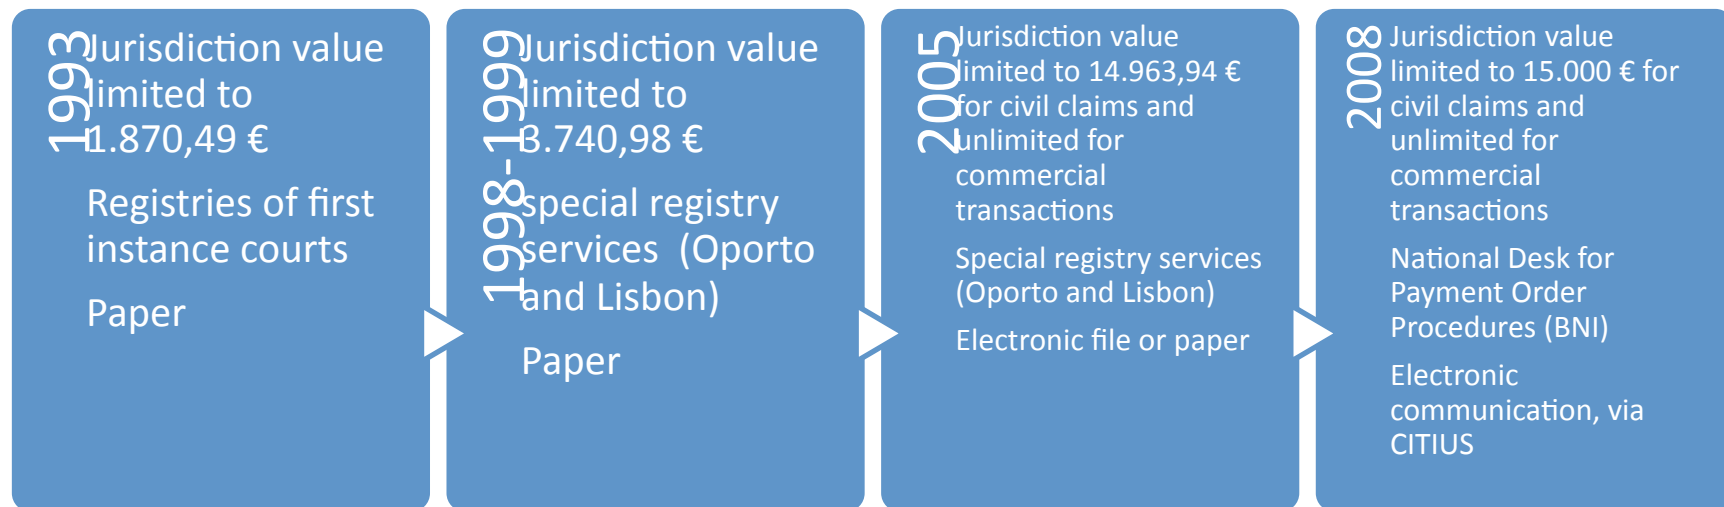 1993
Jurisdiction value
limited to
1.870,49 €
Registries of first
instance courts
Paper
1998-1999
Jurisdiction value
limited to
3.740,98 €
special registry
services (Oporto
and Lisbon)
Paper
2005
Jurisdiction value
limited to 14.963,94 €
for civil claims and
unlimited for
commercial
transactions
Special registry services
(Oporto and Lisbon)
Electronic file or paper
2008
Jurisdiction value
limited to 15.000 € for
civil claims and
unlimited for
commercial
transactions
National Desk for
Payment Order
Procedures (BNI)
Electronic
communication, via
CITIUS